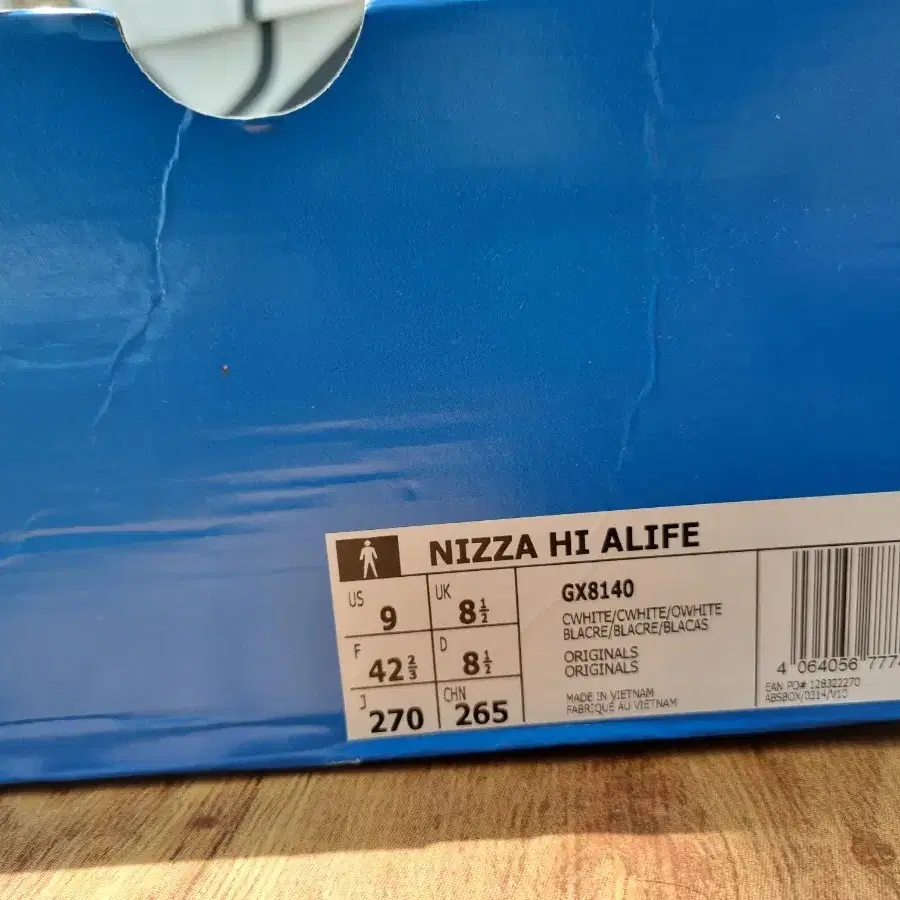 NIZZA HI ALIFE
US 9 UK 8½
F 42⅔ D 8½
J 270 CHN 265
GX8140
CWHITE/CWHITE/OWHITE
BLACRE/BLACRE/BLACAS
ORIGINALS
ORIGINALS
MADE IN VIETNAM
FABRIQUÉ AU VIETNAM
4 064056 777
EAN PO# 128322270
ABSBOX/0314/V10